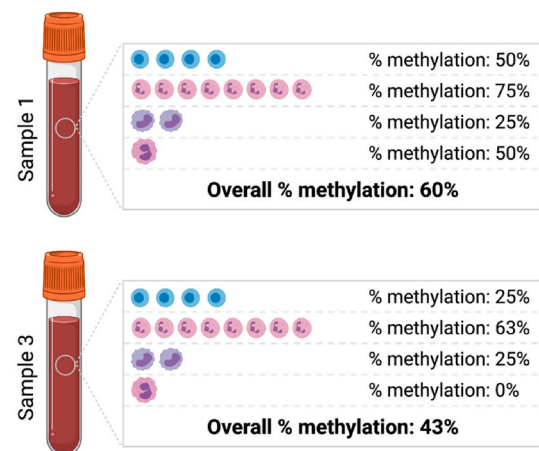 Sample 1
% methylation: 50%
% methylation: 75%
% methylation: 25%
% methylation: 50%
Overall % methylation: 60%
Sample 3
% methylation: 25%
% methylation: 63%
% methylation: 25%
% methylation: 0%
Overall % methylation: 43%